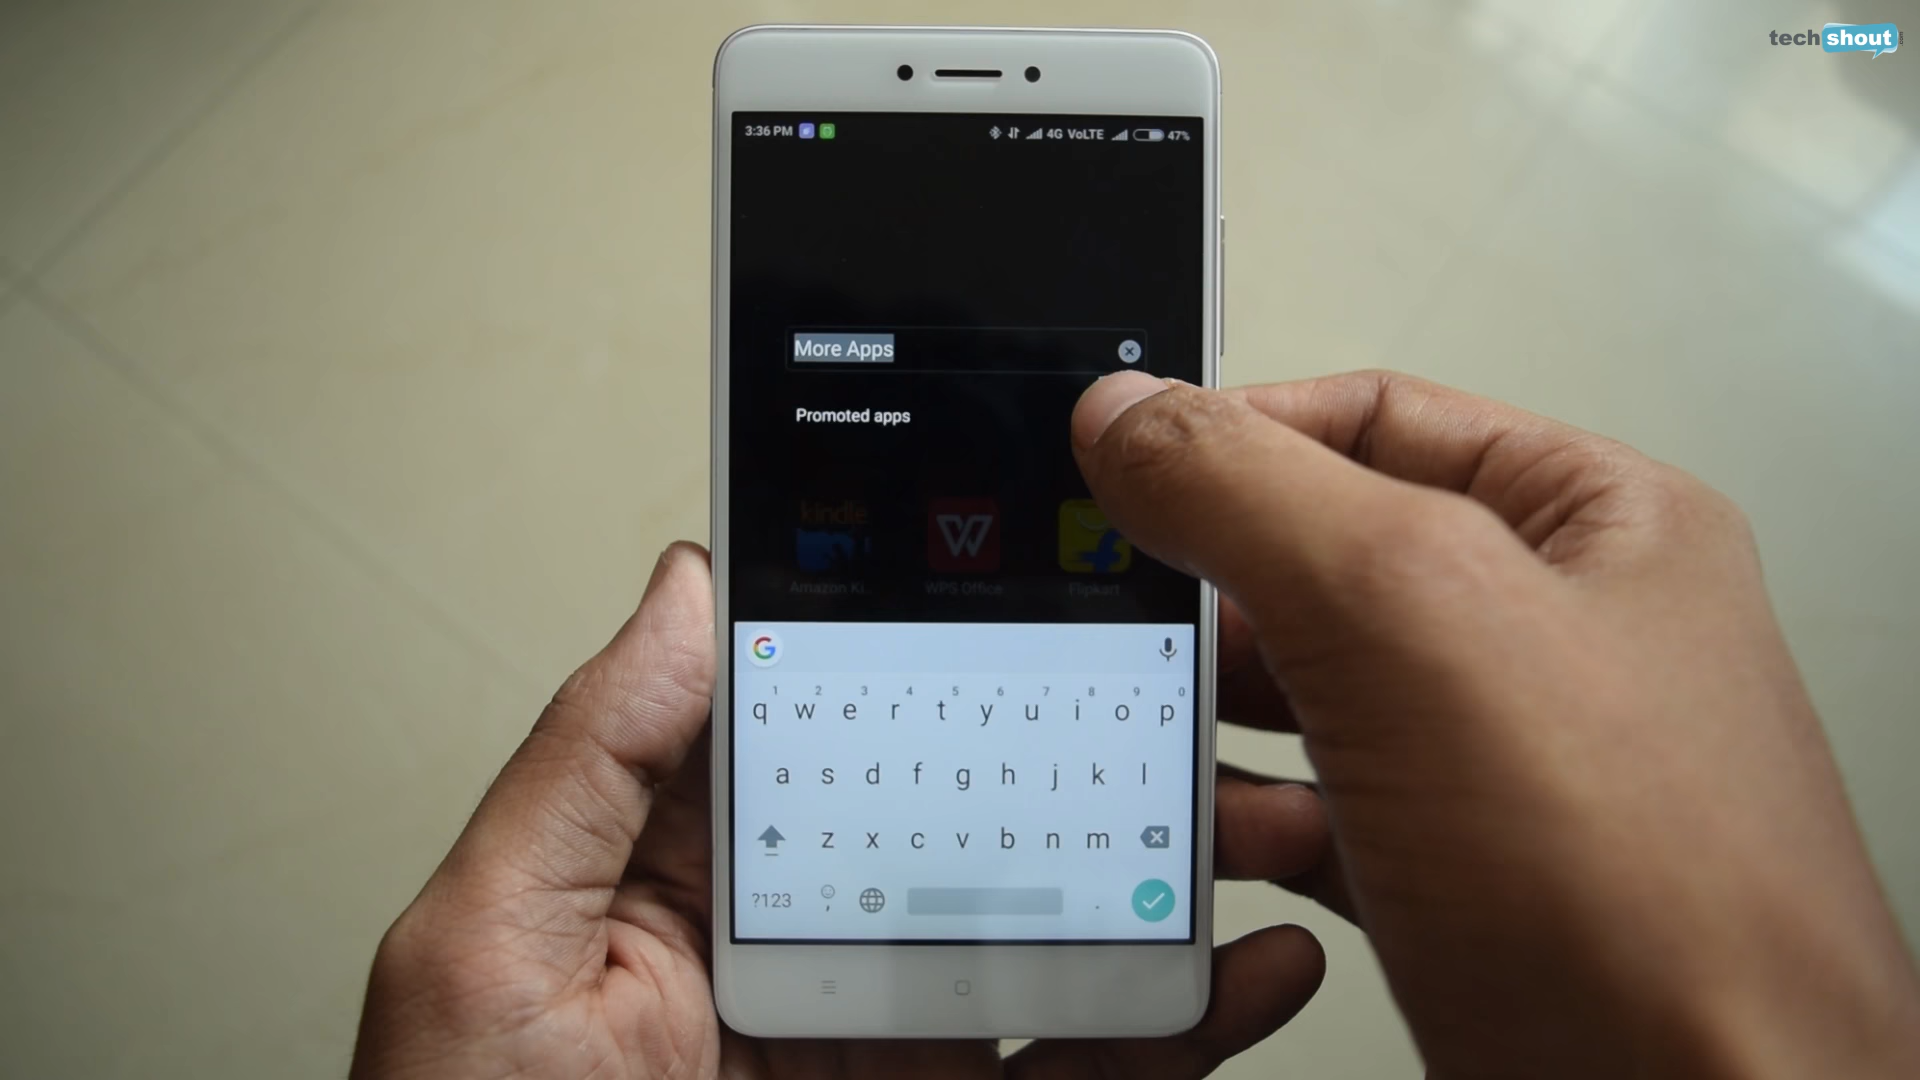 techshout
3:36 PM 4G VoLTE 47%
More Apps
Promoted apps
kindle
Amazon Ki.. WPS Office Flipkart
G
1 2 3 4 5 6 7 8 9 0
q w e r t y u i o p
a s d f g h j k l
z x c v b n m
?123 , .